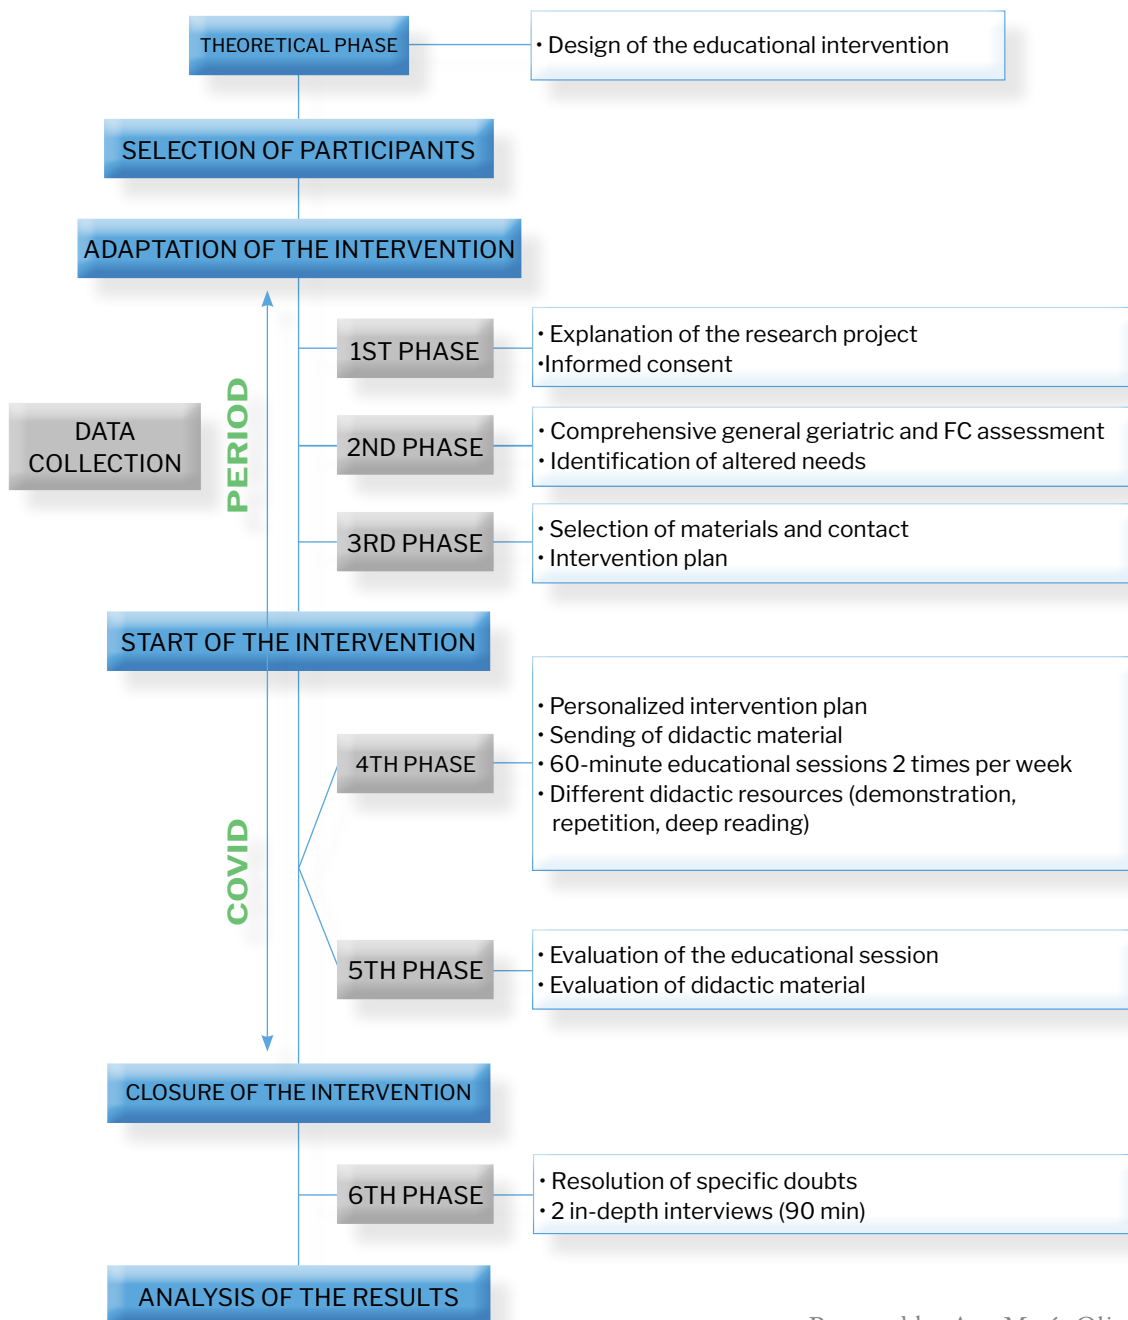 THEORETICAL PHASE
• Design of the educational intervention
SELECTION OF PARTICIPANTS
ADAPTATION OF THE INTERVENTION
1ST PHASE
• Explanation of the research project
•Informed consent
DATA
COLLECTION
PERIOD
2ND PHASE
• Comprehensive general geriatric and FC assessment
• Identification of altered needs
3RD PHASE
• Selection of materials and contact
• Intervention plan
START OF THE INTERVENTION
4TH PHASE
• Personalized intervention plan
• Sending of didactic material
• 60-minute educational sessions 2 times per week
• Different didactic resources (demonstration,
repetition, deep reading)
COVID
5TH PHASE
• Evaluation of the educational session
• Evaluation of didactic material
CLOSURE OF THE INTERVENTION
6TH PHASE
• Resolution of specific doubts
• 2 in-depth interviews (90 min)
ANALYSIS OF THE RESULTS